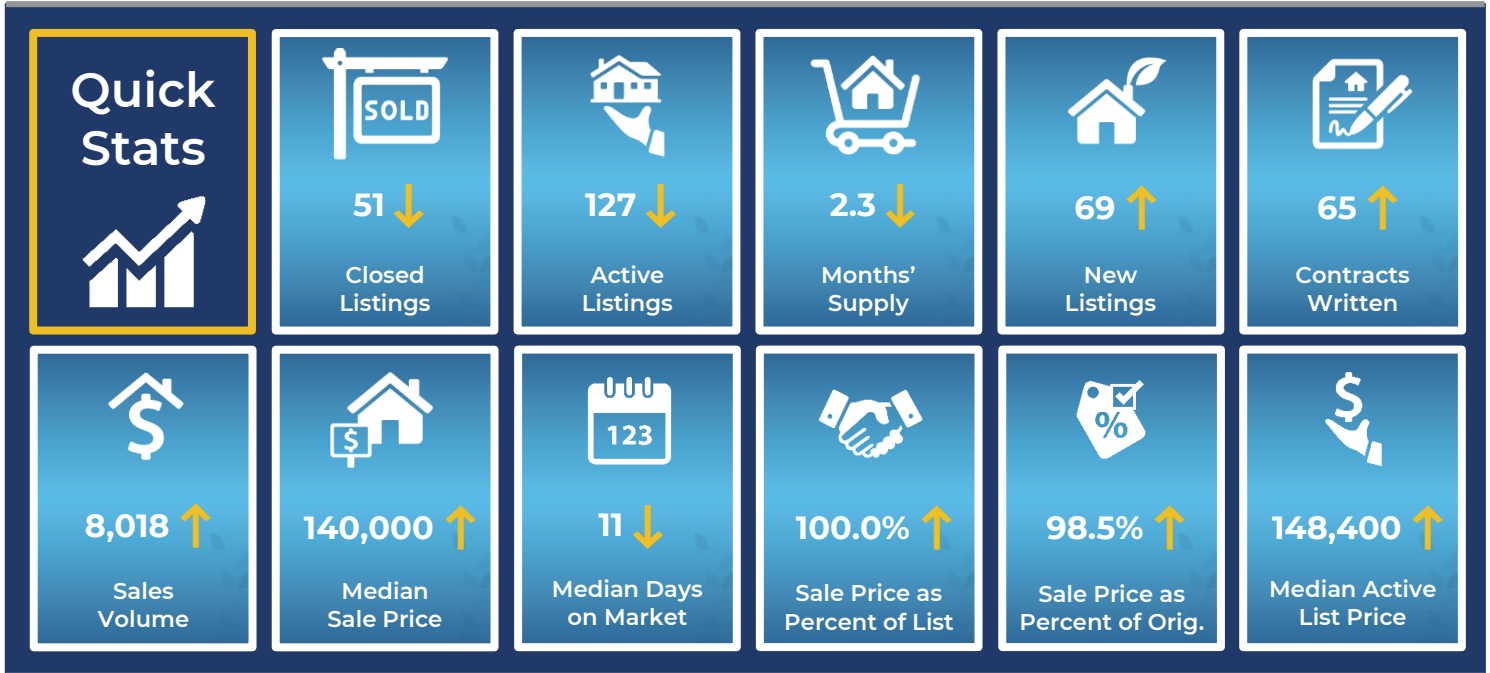 Quick
Stats
SOLD
51
Closed
Listings
127
Active
Listings
2.3
Months’
Supply
69
New
Listings
65
Contracts
Written
$
8,018
Sales
Volume
$
140,000
Median
Sale Price
123
11
Median Days
on Market
100.0%
Sale Price as
Percent of List
%
98.5%
Sale Price as
Percent of Orig.
$
148,400
Median Active
List Price